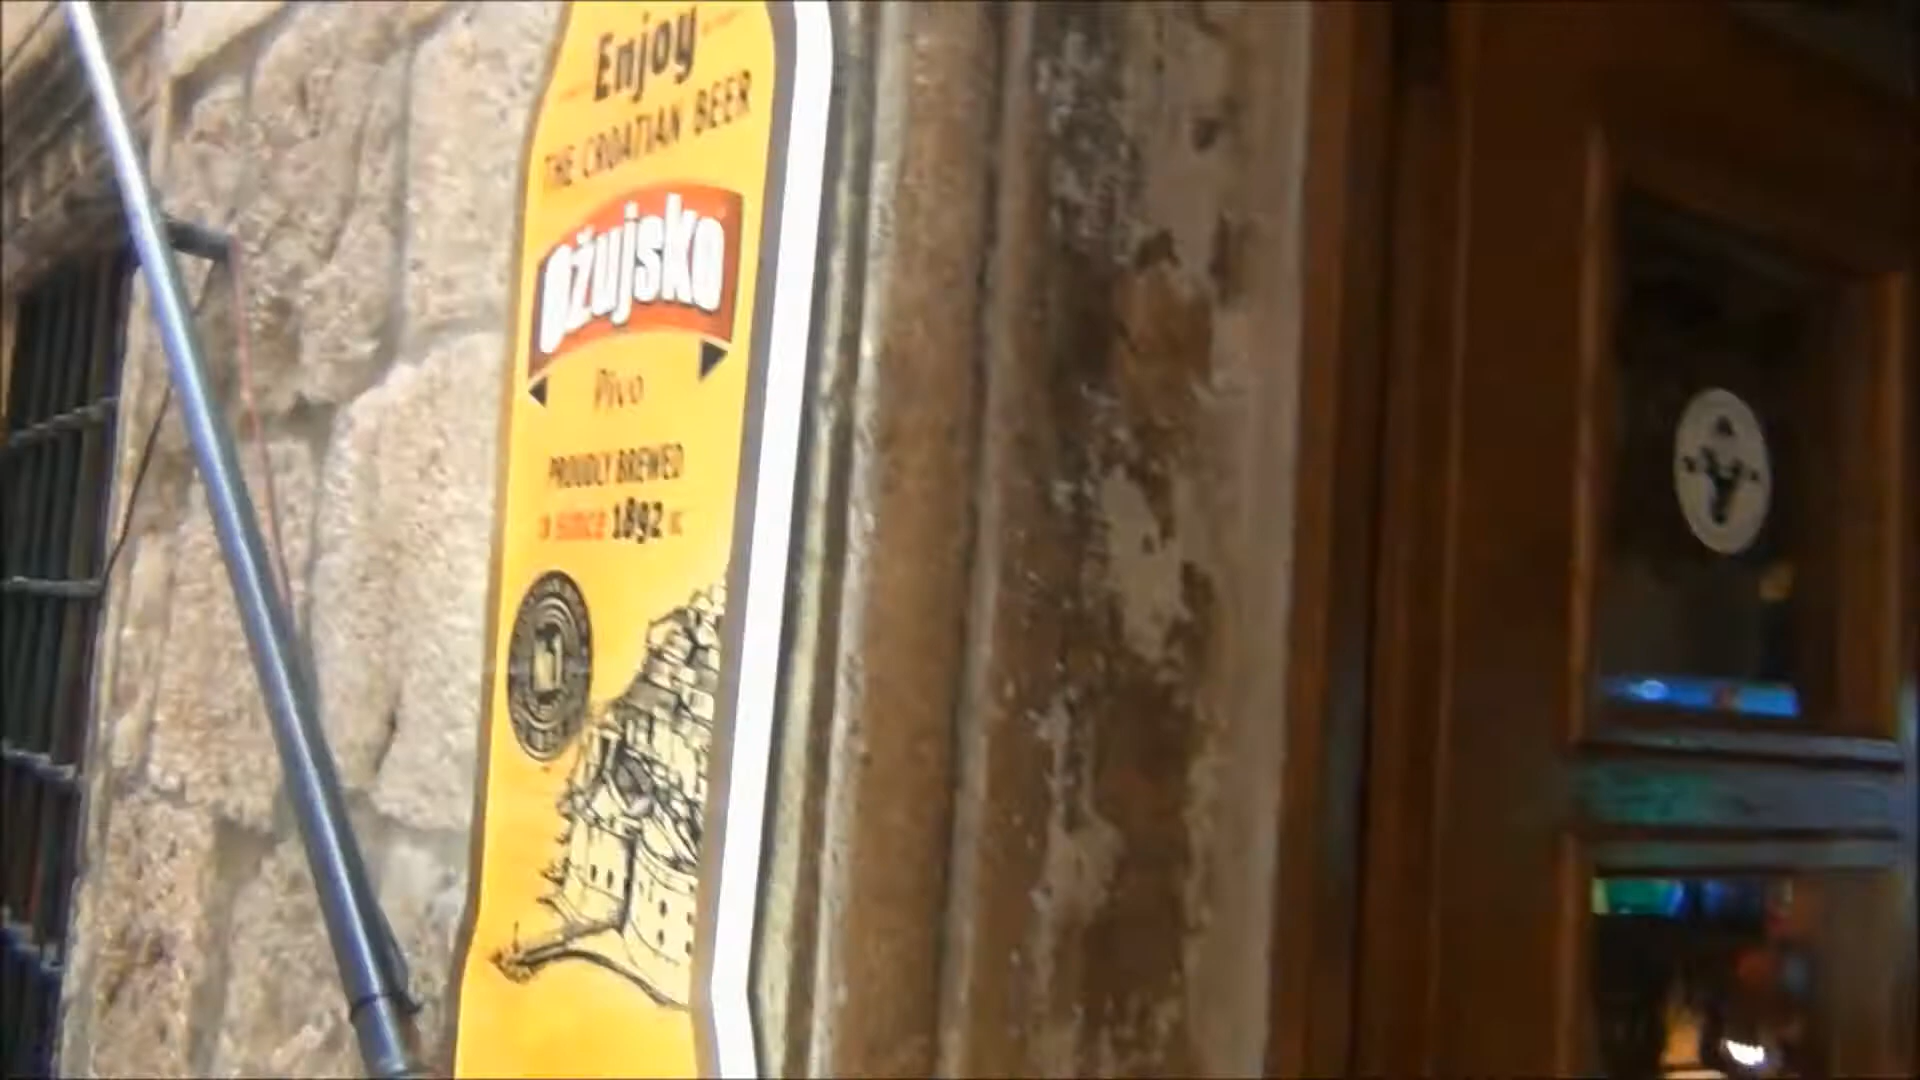 Enjoy
THE CROATIAN BEER
Ožujsko
Pivo
PROUDLY BREWED
since 1892